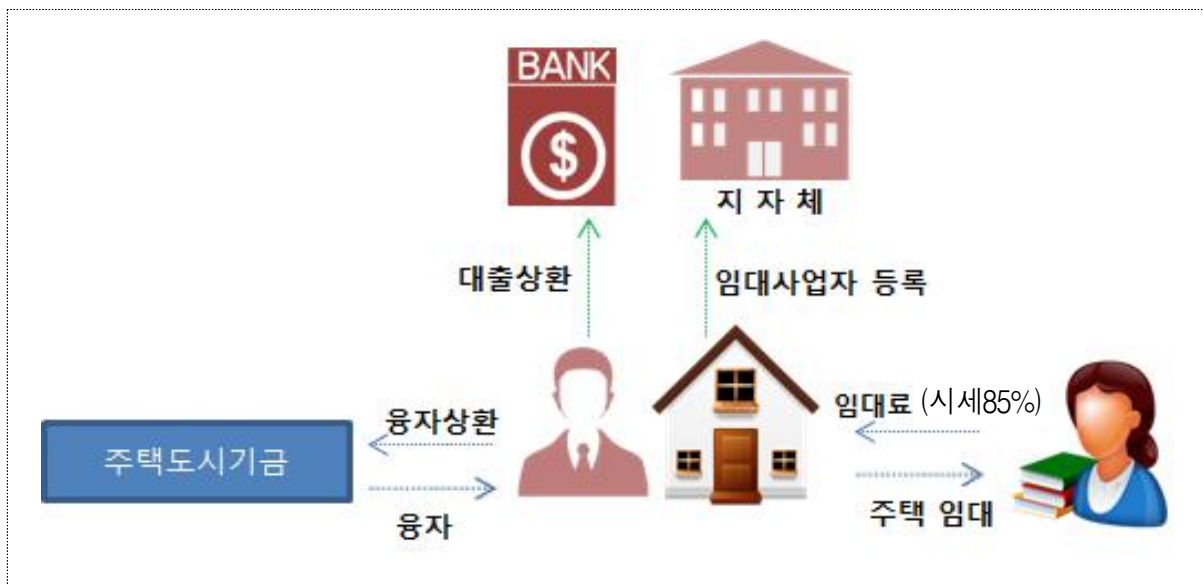 BANK
$
지 자 체
대출상환
임대사업자 등록
융자상환
임대료 (시세85%)
주택도시기금
융자
주택 임대